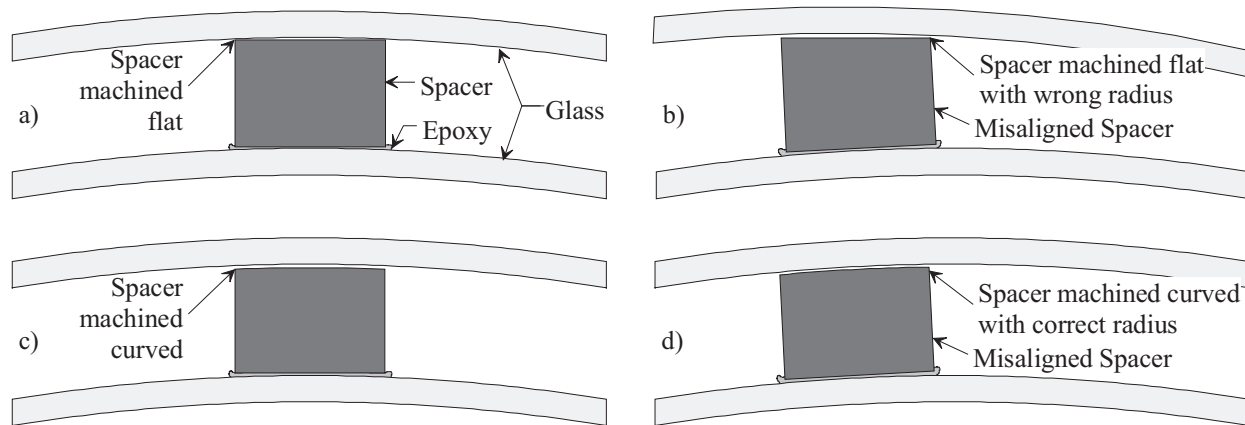 a)
Spacer
machined
flat
Spacer
Epoxy
Glass
b)
Spacer machined flat
with wrong radius
Misaligned Spacer
c)
Spacer
machined
curved
d)
Spacer machined curved
with correct radius
Misaligned Spacer